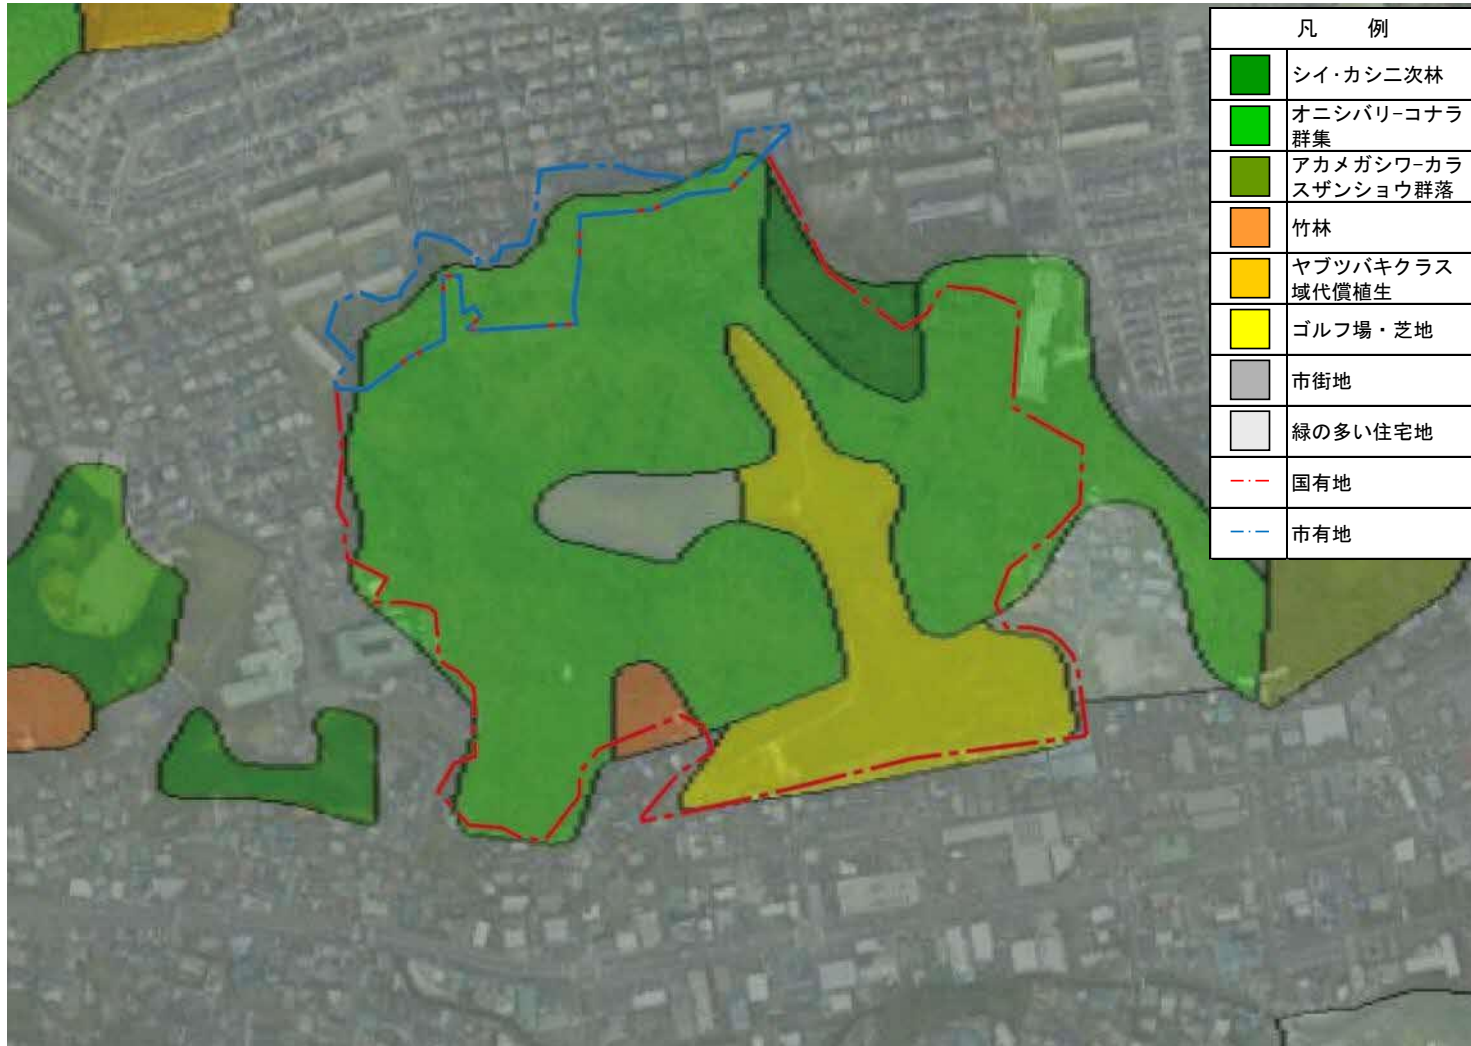 凡　例
シイ・カシ二次林
オニシバリ−コナラ
群集
アカメガシワ−カラ
スザンショウ群落
竹林
ヤブツバキクラス
域代償植生
ゴルフ場・芝地
市街地
緑の多い住宅地
国有地
市有地